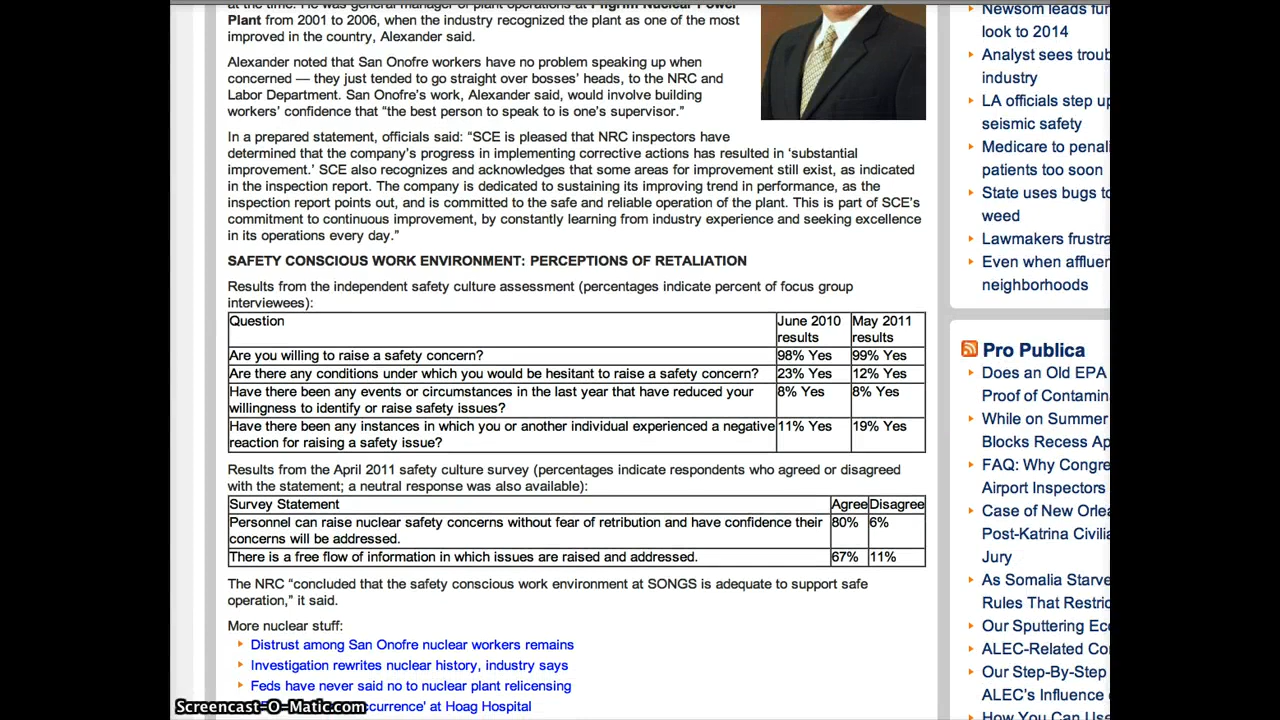 at the time. He was general manager of plant operations at Pilgrim Nuclear Power
Plant from 2001 to 2006, when the industry recognized the plant as one of the most
improved in the country, Alexander said.
Alexander noted that San Onofre workers have no problem speaking up when
concerned — they just tended to go straight over bosses’ heads, to the NRC and
Labor Department. San Onofre’s work, Alexander said, would involve building
workers’ confidence that “the best person to speak to is one’s supervisor.”
In a prepared statement, officials said: “SCE is pleased that NRC inspectors have
determined that the company’s progress in implementing corrective actions has resulted in ‘substantial
improvement.’ SCE also recognizes and acknowledges that some areas for improvement still exist, as indicated
in the inspection report. The company is dedicated to sustaining its improving trend in performance, as the
inspection report points out, and is committed to the safe and reliable operation of the plant. This is part of SCE’s
commitment to continuous improvement, by constantly learning from industry experience and seeking excellence
in its operations every day.”
SAFETY CONSCIOUS WORK ENVIRONMENT: PERCEPTIONS OF RETALIATION
Results from the independent safety culture assessment (percentages indicate percent of focus group
interviewees):
Question June 2010 results May 2011 results
Are you willing to raise a safety concern? 98% Yes 99% Yes
Are there any conditions under which you would be hesitant to raise a safety concern? 23% Yes 12% Yes
Have there been any events or circumstances in the last year that have reduced your 8% Yes 8% Yes
willingness to identify or raise safety issues?
Have there been any instances in which you or another individual experienced a negative 11% Yes 19% Yes
reaction for raising a safety issue?
Results from the April 2011 safety culture survey (percentages indicate respondents who agreed or disagreed
with the statement; a neutral response was also available):
Survey Statement Agree Disagree
Personnel can raise nuclear safety concerns without fear of retribution and have confidence their 80% 6%
concerns will be addressed.
There is a free flow of information in which issues are raised and addressed. 67% 11%
The NRC “concluded that the safety conscious work environment at SONGS is adequate to support safe
operation,” it said.
More nuclear stuff:
Distrust among San Onofre nuclear workers remains
Investigation rewrites nuclear history, industry says
Feds have never said no to nuclear plant relicensing
occurrence' at Hoag Hospital
Screencast-O-Matic.com
Newsom leads
look to 2014
Analyst sees
industry
LA officials step
seismic safety
Medicare to
patients too soon
State uses bugs to
weed
Lawmakers
Even when
neighborhoods
Pro Publica
Does an Old EPA
Proof of
While on Summer
Blocks Recess
FAQ: Why
Airport Inspectors
Case of New
Post-Katrina
Jury
As Somalia
Rules That
Our Sputtering
ALEC-Related
Our Step-By-Step
ALEC's Influence
How You Can